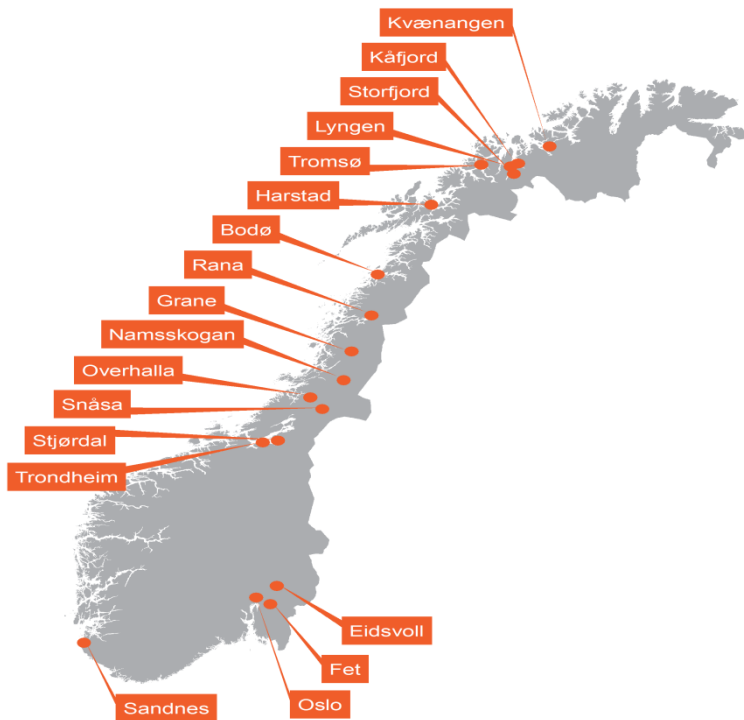 Kvænangen
Kåfjord
Storfjord
Lyngen
Tromsø
Harstad
Bodø
Rana
Grane
Namsskogan
Overhalla
Snåsa
Stjørdal
Trondheim
Eidsvoll
Fet
Oslo
Sandnes